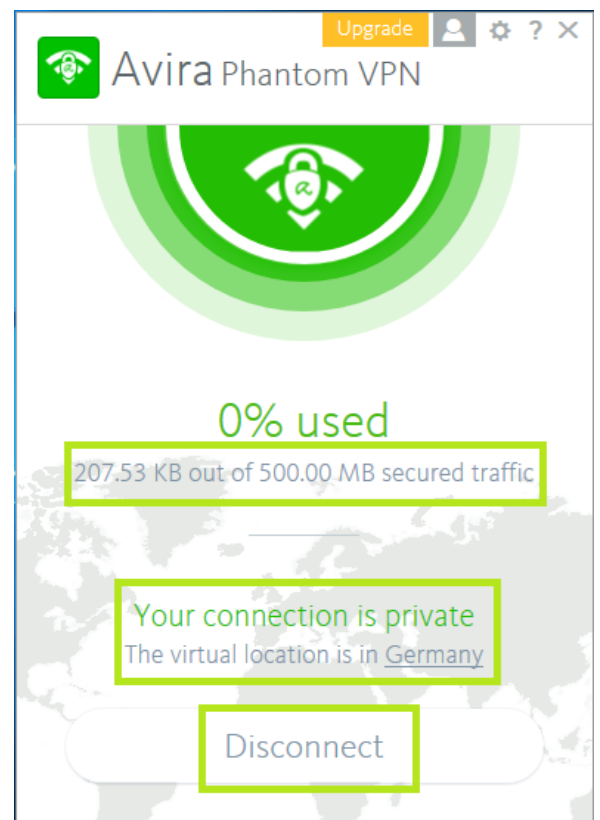 Upgrade ?
Avira Phantom VPN
0% used
207.53 KB out of 500.00 MB secured traffic
Your connection is private
The virtual location is in Germany
Disconnect